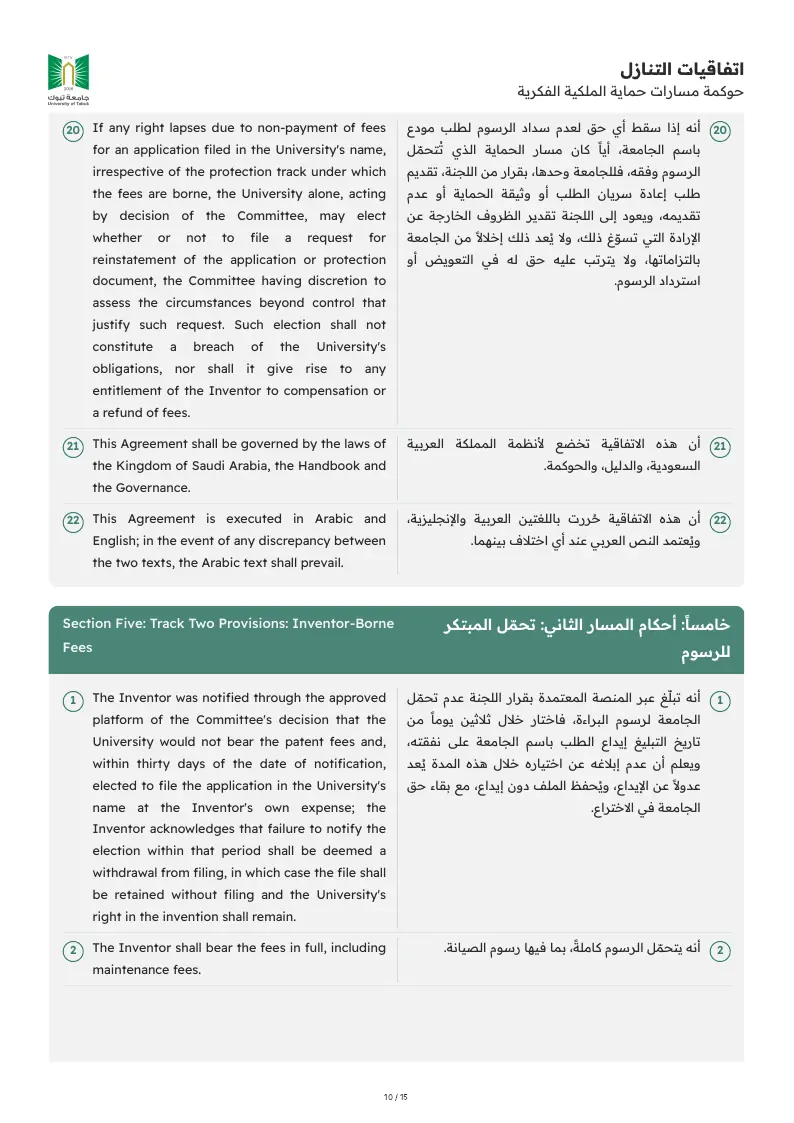 اتفاقيات التنازل
حوكمة مسارات حماية الملكية الفكرية
جامعة تبوك
University of Tabuk
20
If any right lapses due to non-payment of fees
for an application filed in the University's name,
irrespective of the protection track under which
the fees are borne, the University alone, acting
by decision of the Committee, may elect
whether or not to file a request for
reinstatement of the application or protection
document, the Committee having discretion to
assess the circumstances beyond control that
justify such request. Such election shall not
constitute a breach of the University's
obligations, nor shall it give rise to any
entitlement of the Inventor to compensation or
a refund of fees.
20
أنه إذا سقط أي حق لعدم سداد الرسوم لطلب مودع
باسم الجامعة، أياً كان مسار الحماية الذي تُتحمّل
الرسوم وفقه، فللجامعة وحدها، بقرار من اللجنة، تقديم
طلب إعادة سريان الطلب أو وثيقة الحماية أو عدم
تقديمه، ويعود إلى اللجنة تقدير الظروف الخارجة عن
الإرادة التي تسوّغ ذلك، ولا يُعد ذلك إخلالاً من الجامعة
بالتزاماتها، ولا يترتب عليه حق له في التعويض أو
استرداد الرسوم.
21
This Agreement shall be governed by the laws of
the Kingdom of Saudi Arabia, the Handbook and
the Governance.
21
أن هذه الاتفاقية تخضع لأنظمة المملكة العربية
السعودية، والدليل، والحوكمة.
22
This Agreement is executed in Arabic and
English; in the event of any discrepancy between
the two texts, the Arabic text shall prevail.
22
أن هذه الاتفاقية حُررت باللغتين العربية والإنجليزية،
ويُعتمد النص العربي عند أي اختلاف بينهما.
Section Five: Track Two Provisions: Inventor-Borne
Fees
خامساً: أحكام المسار الثاني: تحمّل المبتكر
للرسوم
1
The Inventor was notified through the approved
platform of the Committee's decision that the
University would not bear the patent fees and,
within thirty days of the date of notification,
elected to file the application in the University's
name at the Inventor's own expense; the
Inventor acknowledges that failure to notify the
election within that period shall be deemed a
withdrawal from filing, in which case the file shall
be retained without filing and the University's
right in the invention shall remain.
1
أنه تبلّغ عبر المنصة المعتمدة بقرار اللجنة عدم تحمّل
الجامعة لرسوم البراءة، فاختار خلال ثلاثين يوماً من
تاريخ التبليغ إيداع الطلب باسم الجامعة على نفقته،
ويعلم أن عدم إبلاغه عن اختياره خلال هذه المدة يُعد
عدولاً عن الإيداع، ويُحفظ الملف دون إيداع، مع بقاء حق
الجامعة في الاختراع.
2
The Inventor shall bear the fees in full, including
maintenance fees.
2
أنه يتحمّل الرسوم كاملةً، بما فيها رسوم الصيانة.
10 / 15